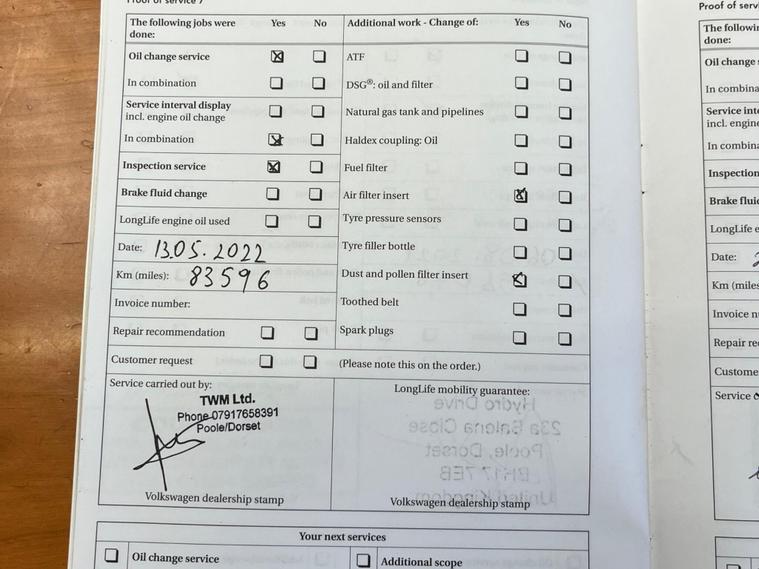 Proof of service 7
The following jobs were done: Yes No
Oil change service
In combination
Service interval display
incl. engine oil change
In combination
Inspection service
Brake fluid change
LongLife engine oil used
Date: 13.05.2022
Km (miles): 83596
Invoice number:
Repair recommendation
Customer request
Additional work - Change of: Yes No
ATF
DSG®: oil and filter
Natural gas tank and pipelines
Haldex coupling: Oil
Fuel filter
Air filter insert
Tyre pressure sensors
Tyre filler bottle
Dust and pollen filter insert
Toothed belt
Spark plugs
(Please note this on the order.)
Service carried out by:
TWM Ltd.
Phone 07917658391
Poole/Dorset
Volkswagen dealership stamp
LongLife mobility guarantee:
Volkswagen dealership stamp
Your next services
Oil change service
Additional scope
Proof of serv
The followin
done:
Oil change
In combina
Service inte
incl. engine
In combina
Inspection
Brake fluid
LongLife e
Date:
Km (miles
Invoice n
Repair re
Custome
Service